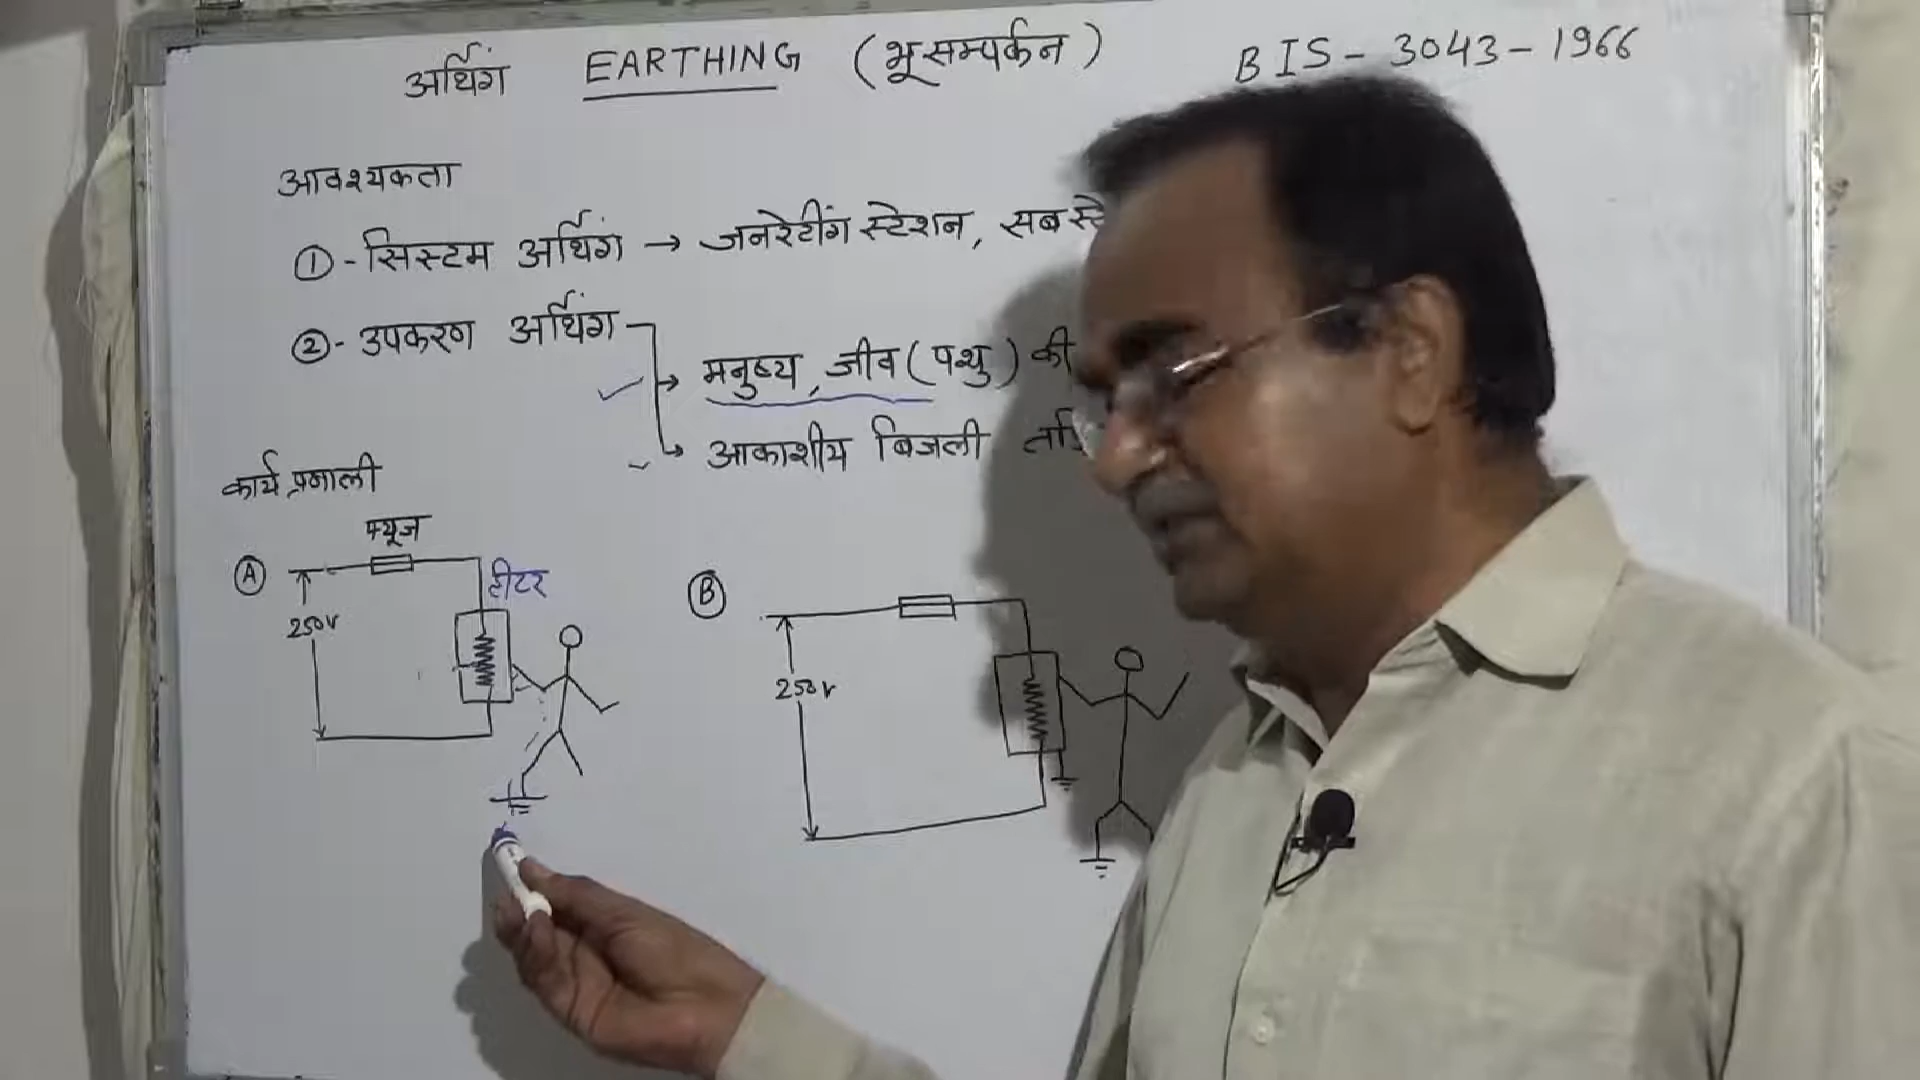 अर्थिंग EARTHING (भूसम्पर्कन) BIS-3043-1966
आवश्यकता
①-सिस्टम अर्थिंग → जनरेटींग स्टेशन, सब
②-उपकरण अर्थिंग
→ मनुष्य, जीव (पशु) की
→ आकाशीय बिजली
कार्य प्रणाली
Ⓐ फ्यूज
हीटर
250V
Ⓑ
250V